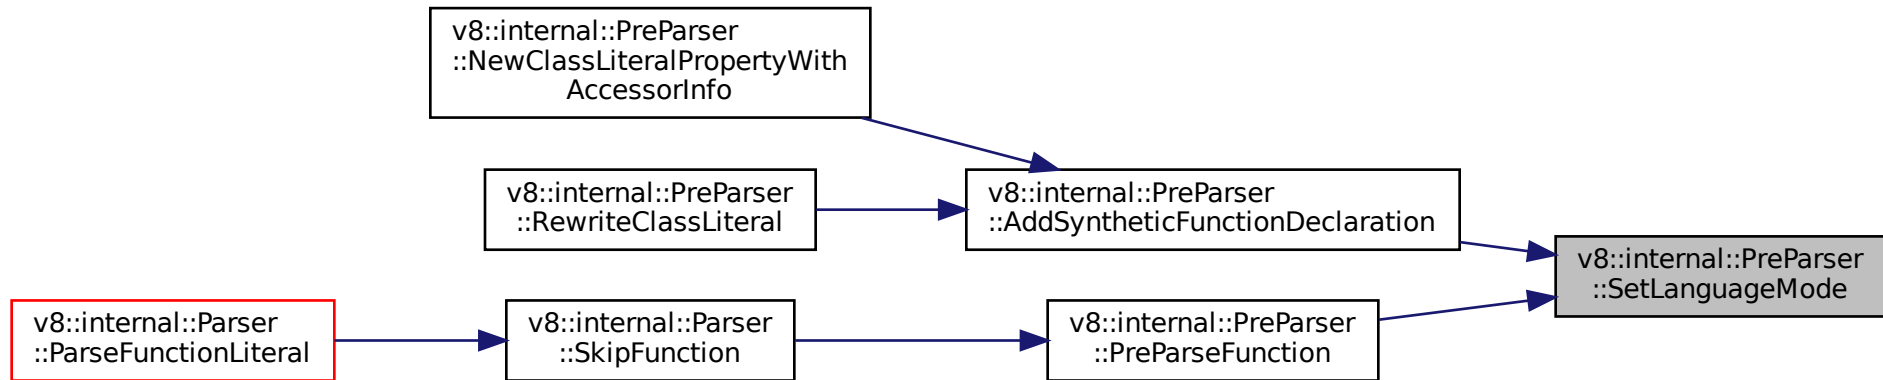 v8::internal::PreParser
::NewClassLiteralPropertyWith
AccessorInfo
v8::internal::PreParser
::RewriteClassLiteral
v8::internal::PreParser
::AddSyntheticFunctionDeclaration
v8::internal::PreParser
::SetLanguageMode
v8::internal::Parser
::ParseFunctionLiteral
v8::internal::Parser
::SkipFunction
v8::internal::PreParser
::PreParseFunction